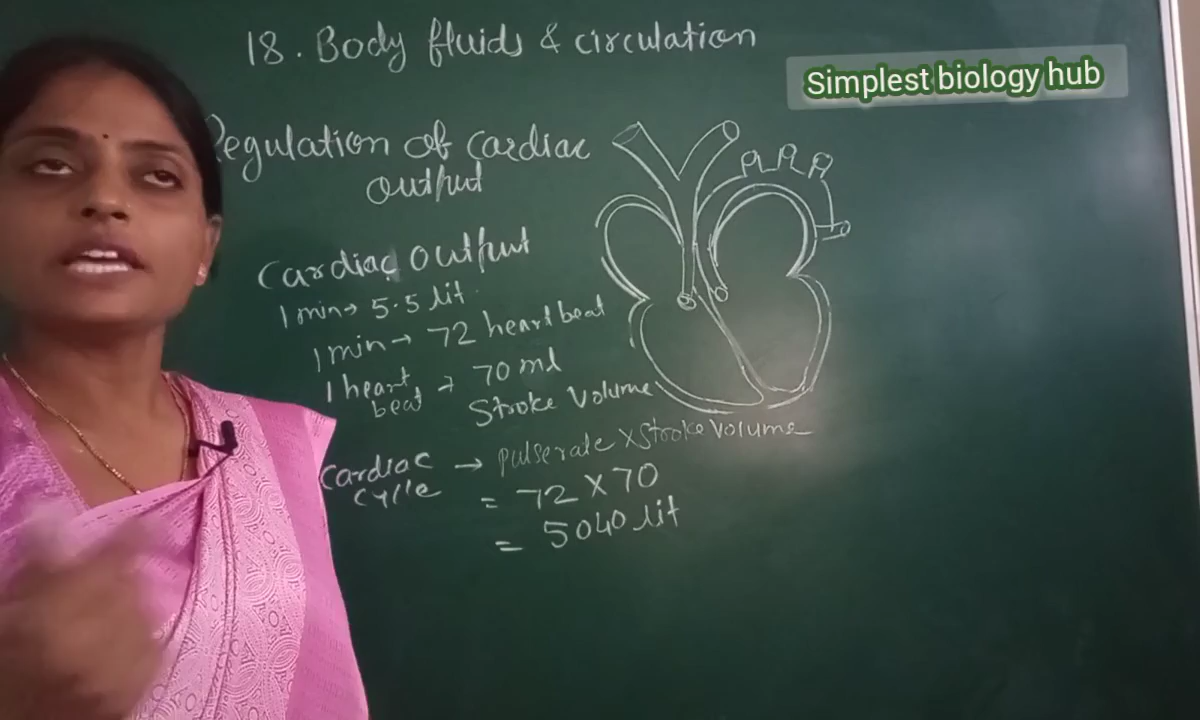 18. Body fluids & circulation
Simplest biology hub
Regulation of cardiac
output
Cardiac output
1 min → 5.5 lit
1 min → 72 heart beat
1 heart beat → 70 ml
Stroke Volume
Cardiac cylle → pulse rate X Stroke Volume
= 72 X 70
= 5040 lit